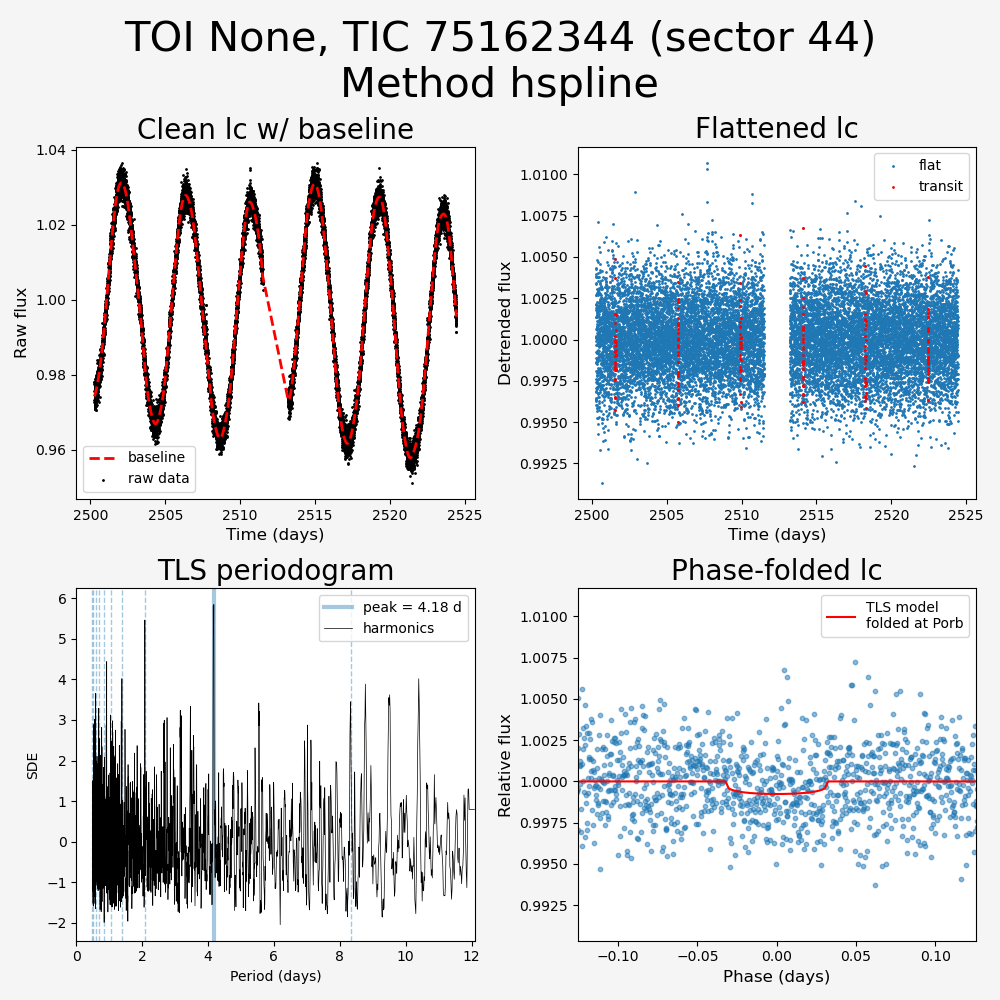 TOI None, TIC 75162344 (sector 44)
Method hspline
Clean lc w/ baseline
Raw flux
1.04
1.02
1.00
0.98
0.96
baseline
raw data
2500
2505
2510
2515
2520
2525
Time (days)
Flattened lc
Detrended flux
1.0100
1.0075
1.0050
1.0025
1.0000
0.9975
0.9950
0.9925
flat
transit
2500
2505
2510
2515
2520
2525
Time (days)
TLS periodogram
SDE
6
5
4
3
2
1
0
−1
−2
peak = 4.18 d
harmonics
0
2
4
6
8
10
12
Period (days)
Phase-folded lc
Relative flux
1.0100
1.0075
1.0050
1.0025
1.0000
0.9975
0.9950
0.9925
TLS model
folded at Porb
−0.10
−0.05
0.00
0.05
0.10
Phase (days)